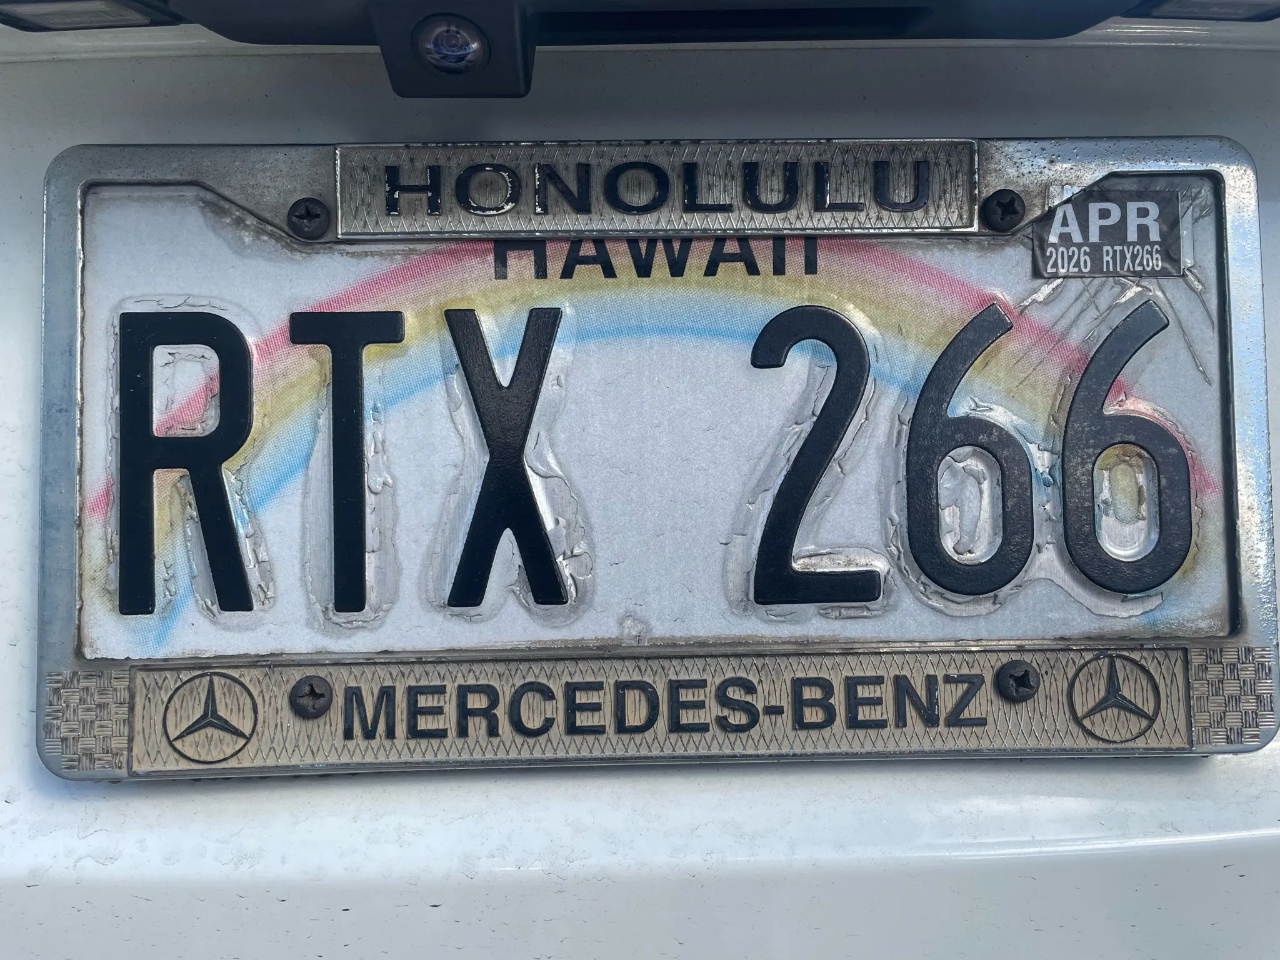 HONOLULU
HAWAII
APR
2026 RTX266
RTX 266
MERCEDES-BENZ